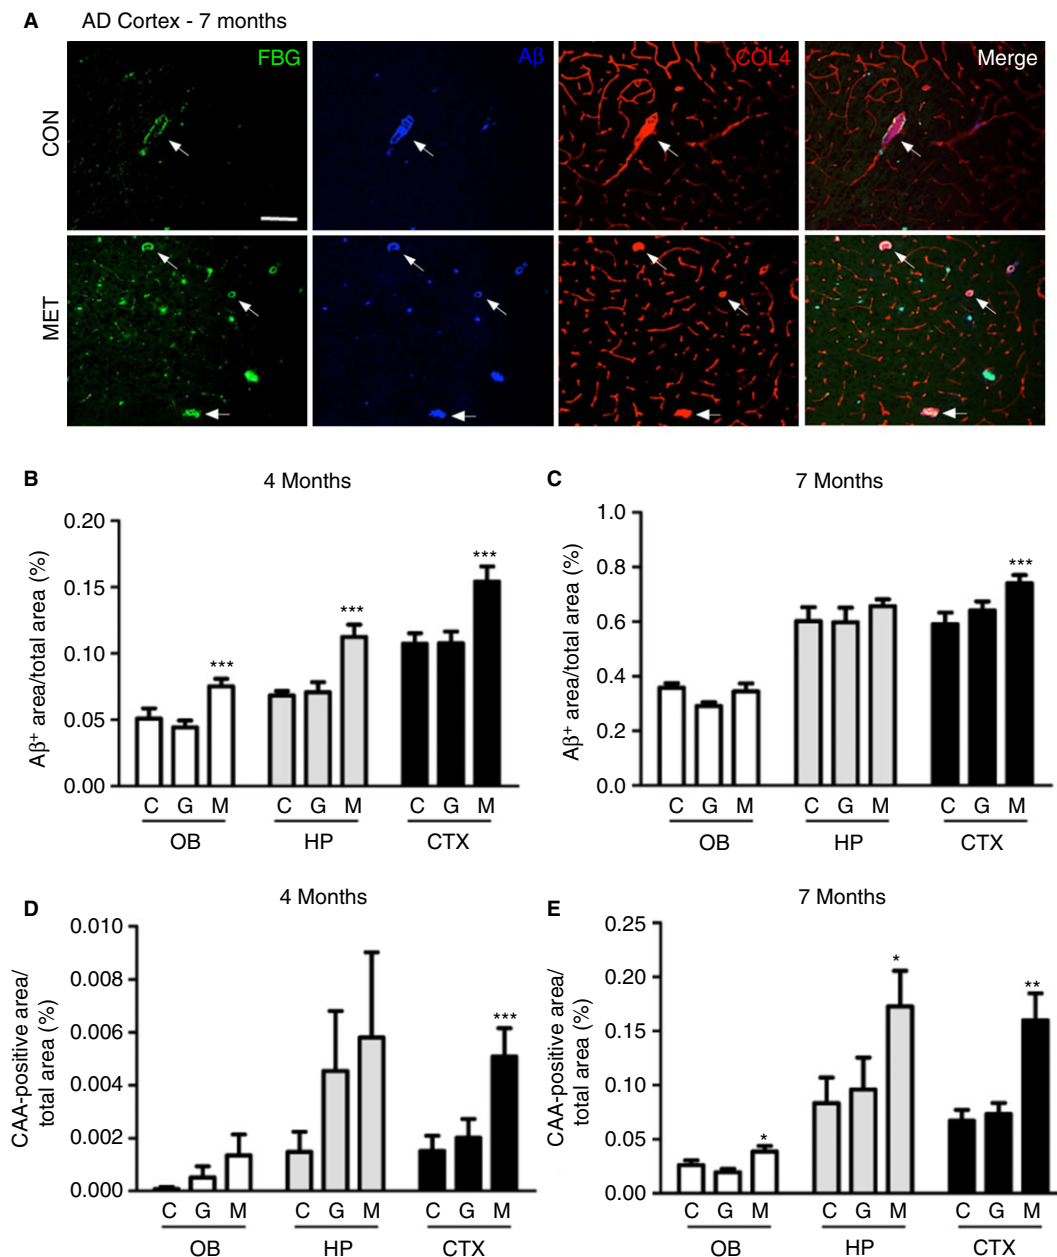 A AD Cortex - 7 months
FBG Aβ COL4 Merge
CON
MET
B 4 Months
Aβ⁺ area/total area (%)
0.20
0.15
0.10
0.05
0.00
***
***
***
C G M C G M C G M
OB HP CTX
C 7 Months
Aβ⁺ area/total area (%)
1.0
0.8
0.6
0.4
0.2
0.0
***
C G M C G M C G M
OB HP CTX
D 4 Months
CAA-positive area/
total area (%)
0.010
0.008
0.006
0.004
0.002
0.000
***
C G M C G M C G M
OB HP CTX
E 7 Months
CAA-positive area/
total area (%)
0.25
0.20
0.15
0.10
0.05
0.00
*
*
**
C G M C G M C G M
OB HP CTX